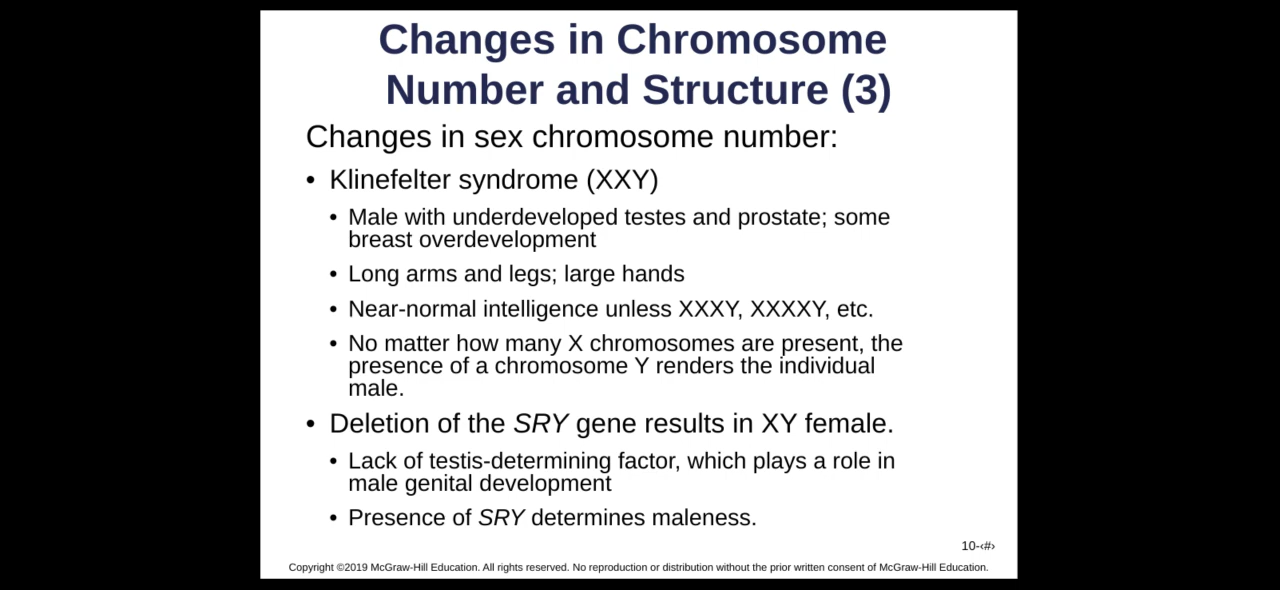 Changes in Chromosome
Number and Structure (3)
Changes in sex chromosome number:
• Klinefelter syndrome (XXY)
• Male with underdeveloped testes and prostate; some
breast overdevelopment
• Long arms and legs; large hands
• Near-normal intelligence unless XXXY, XXXXY, etc.
• No matter how many X chromosomes are present, the
presence of a chromosome Y renders the individual
male.
• Deletion of the SRY gene results in XY female.
• Lack of testis-determining factor, which plays a role in
male genital development
• Presence of SRY determines maleness.
10-‹#›
Copyright ©2019 McGraw-Hill Education. All rights reserved. No reproduction or distribution without the prior written consent of McGraw-Hill Education.